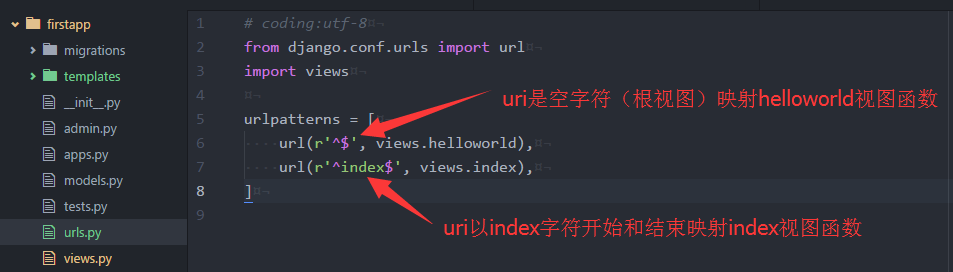 firstapp
migrations
templates
__init__.py
admin.py
apps.py
models.py
tests.py
urls.py
views.py
1 # coding:utf-8
2 from django.conf.urls import url
3 import views
4
5 urlpatterns = [
6 url(r'^$', views.helloworld),
7 url(r'^index$', views.index),
8 ]
9
uri是空字符（根视图）映射helloworld视图函数
uri以index字符开始和结束映射index视图函数